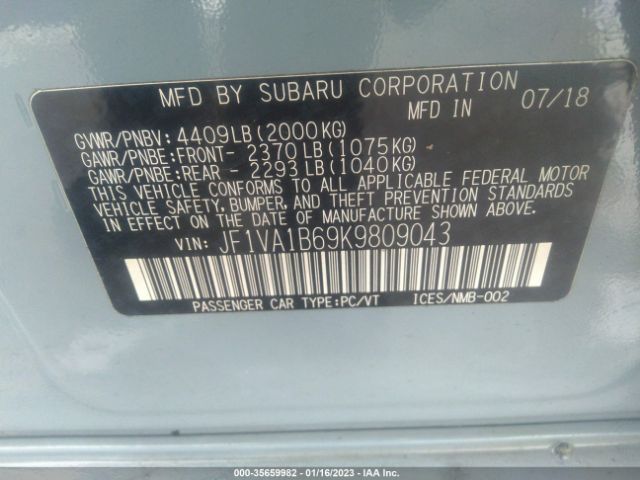 MFD BY SUBARU CORPORATION
MFD IN 07/18
GVWR/PNBV: 4409LB(2000KG)
GAWR/PNBE:FRONT- 2370LB(1075KG)
GAWR/PNBE:REAR - 2293LB(1040KG)
THIS VEHICLE CONFORMS TO ALL APPLICABLE FEDERAL MOTOR
VEHICLE SAFETY, BUMPER, AND THEFT PREVENTION STANDARDS
IN EFFECT ON THE DATE OF MANUFACTURE SHOWN ABOVE.
VIN: JF1VA1B69K9809043
PASSENGER CAR TYPE:PC/VT ICES/NMB-002
000-35659982 - 01/16/2023 - IAA Inc.